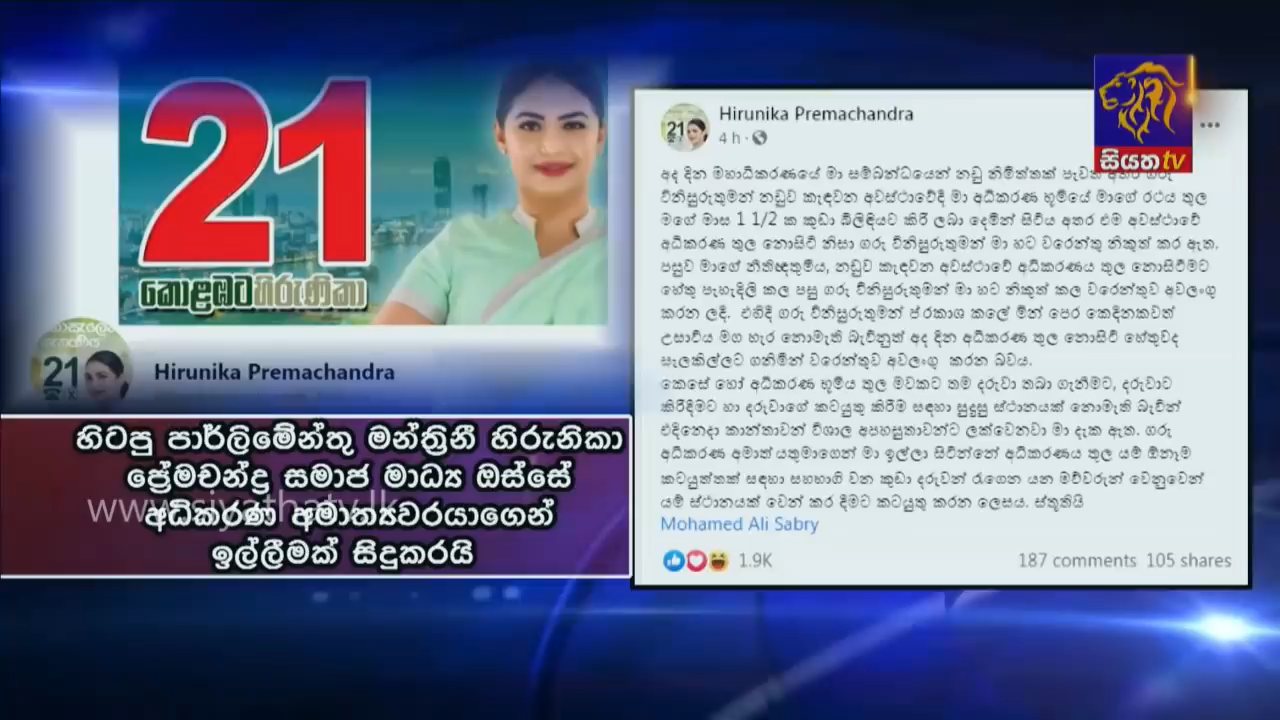 21
කොළඹට හිරුණිකා
21
Hirunika Premachandra
හිටපු පාර්ලිමේන්තු මන්ත්‍රිනී හිරුනිකා
ප්‍රේමචන්ද්‍ර සමාජ මාධ්‍ය ඔස්සේ
අධිකරණ අමාත්‍යවරයාගෙන්
ඉල්ලීමක් සිදුකරයි
www.siyathatv.lk
සියත tv
21
Hirunika Premachandra
4 h
අද දින මහාධිකරණයේ මා සම්බන්ධයෙන් නඩු නිමිත්තක් පැවති අතර ගරු
විනිසුරුතුමන් නඩුව කැඳවන අවස්ථාවේදී මා අධිකරණ භූමියේ මාගේ රථය තුල
මගේ මාස 1 1/2 ක කුඩා බිලිඳියට කිරි ලබා දෙමින් සිටිය අතර එම අවස්ථාවේ
අධිකරණ තුල නොසිටි නිසා ගරු විනිසුරුතුමන් මා හට වරෙන්තු නිකුත් කර ඇත.
පසුව මාගේ නීතිඥතුමිය, නඩුව කැඳවන අවස්ථාවේ අධිකරණය තුල නොසිටීමට
හේතු පැහැදිලි කල පසු ගරු විනිසුරුතුමන් මා හට නිකුත් කල වරෙන්තුව අවලංගු
කරන ලදී. එහිදී ගරු විනිසුරුතුමන් ප්රකාශ කලේ මින් පෙර කෙදිනකවත්
උසාවිය මග හැර නොමැති බැවිනුත් අද දින අධිකරණ තුල නොසිටි හේතුවද
සැලකිල්ලට ගනිමින් වරෙන්තුව අවලංගු කරන බවය.
කෙසේ හෝ අධිකරණ භූමිය තුල මවකට තම දරුවා තබා ගැනීමට, දරුවාට
කිරිදීමට හා දරුවාගේ කටයුතු කිරීම සඳහා සුදුසු ස්ථානයක් නොමැති බැවින්
එදිනෙදා කාන්තාවන් විශාල අපහසුතාවන්ට ලක්වෙනවා මා දැක ඇත. ගරු
අධිකරණ අමාත් යතුමාගෙන් මා ඉල්ලා සිටින්නේ අධිකරණය තුල යම් ඕනෑම
කටයුත්තක් සඳහා සහභාගි වන කුඩා දරුවන් රැගෙන යන මව්වරුන් වෙනුවෙන්
යම් ස්ථානයක් වෙන් කර දීමට කටයුතු කරන ලෙසය. ස්තූතියි
Mohamed Ali Sabry
1.9K 187 comments 105 shares